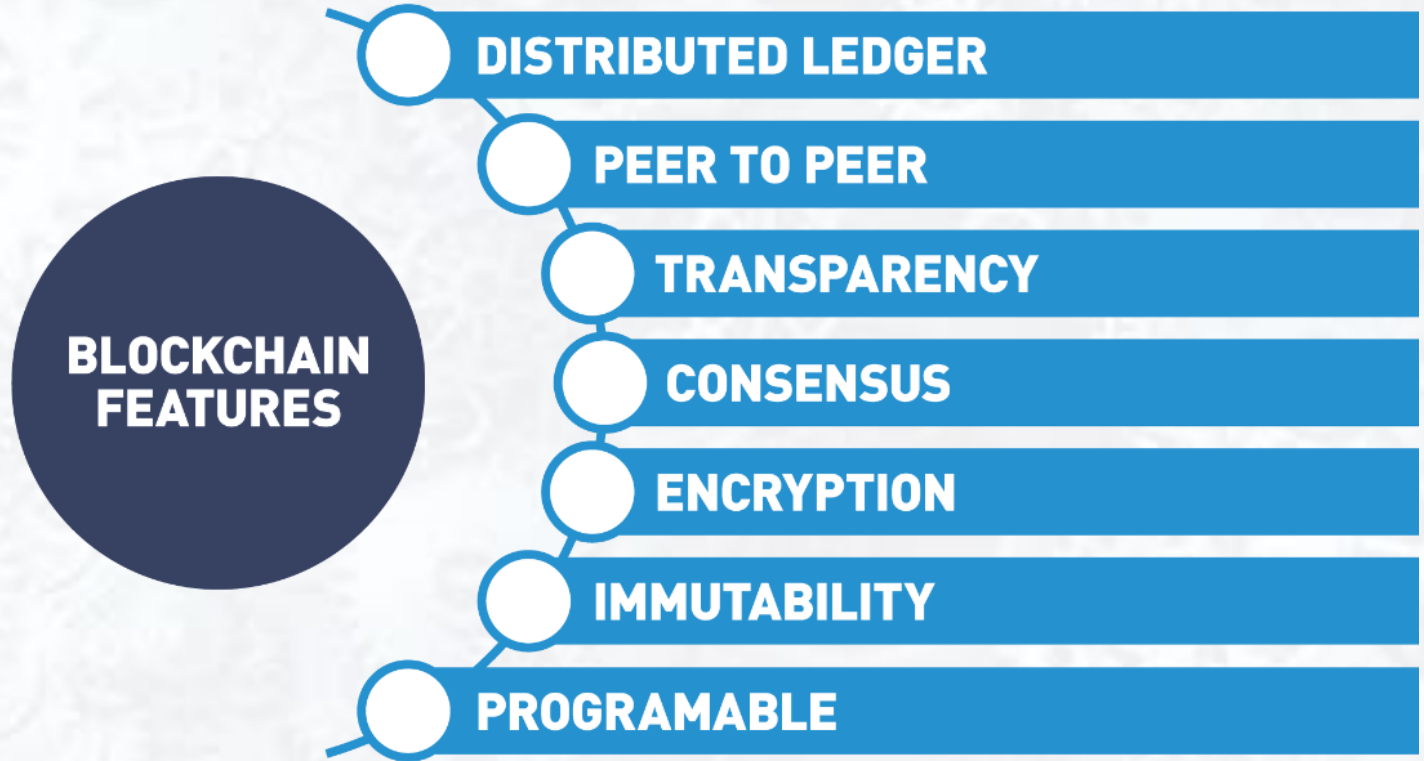 BLOCKCHAIN
FEATURES
DISTRIBUTED LEDGER
PEER TO PEER
TRANSPARENCY
CONSENSUS
ENCRYPTION
IMMUTABILITY
PROGRAMABLE